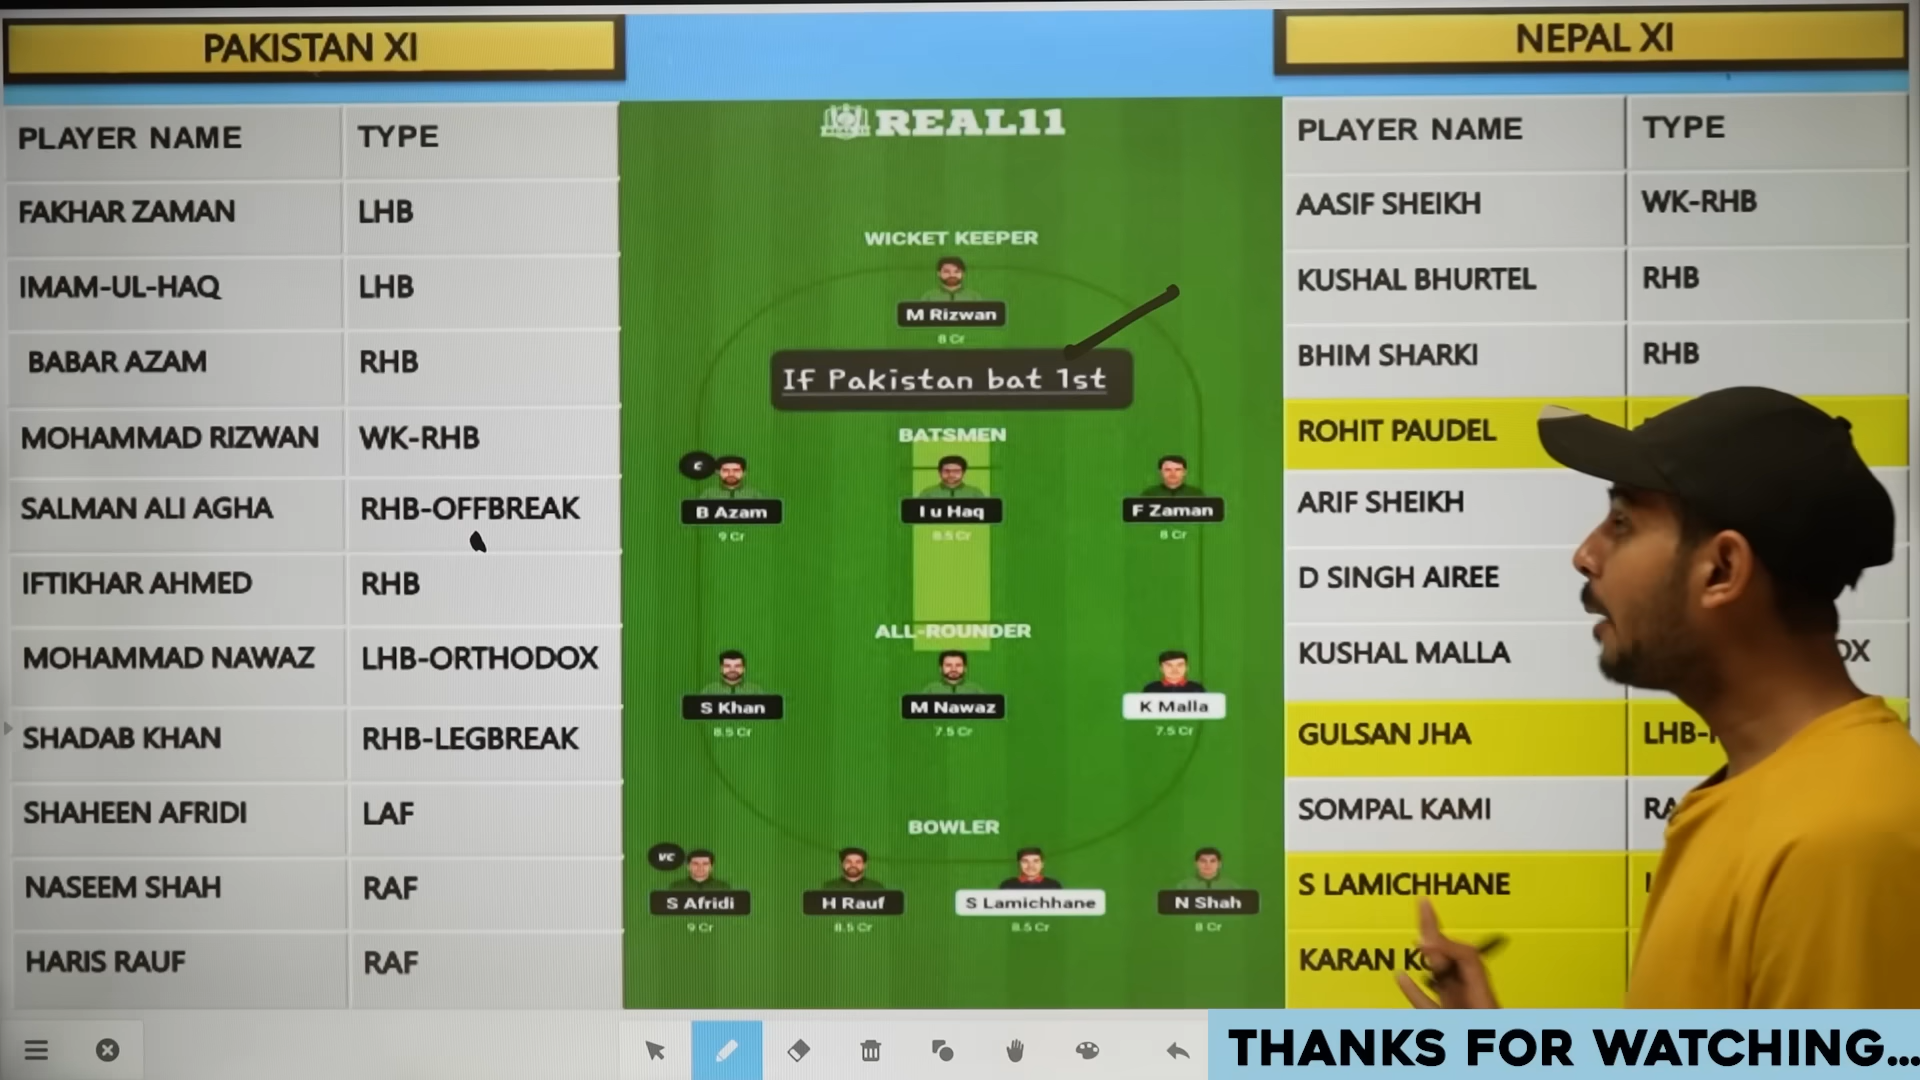 PAKISTAN XI
PLAYER NAME TYPE
FAKHAR ZAMAN LHB
IMAM-UL-HAQ LHB
BABAR AZAM RHB
MOHAMMAD RIZWAN WK-RHB
SALMAN ALI AGHA RHB-OFFBREAK
IFTIKHAR AHMED RHB
MOHAMMAD NAWAZ LHB-ORTHODOX
SHADAB KHAN RHB-LEGBREAK
SHAHEEN AFRIDI LAF
NASEEM SHAH RAF
HARIS RAUF RAF
REAL11
WICKET KEEPER
M Rizwan
8 Cr
If Pakistan bat 1st
BATSMEN
C
B Azam I u Haq F Zaman
9 Cr 8.5 Cr 8 Cr
ALL-ROUNDER
S Khan M Nawaz K Malla
8.5 Cr 7.5 Cr 7.5 Cr
BOWLER
VC
S Afridi H Rauf S Lamichhane N Shah
9 Cr 8.5 Cr 8.5 Cr 8 Cr
NEPAL XI
PLAYER NAME TYPE
AASIF SHEIKH WK-RHB
KUSHAL BHURTEL RHB
BHIM SHARKI RHB
ROHIT PAUDEL
ARIF SHEIKH
D SINGH AIREE
KUSHAL MALLA
GULSAN JHA LHB-
SOMPAL KAMI
S LAMICHHANE
KARAN
THANKS FOR WATCHING...